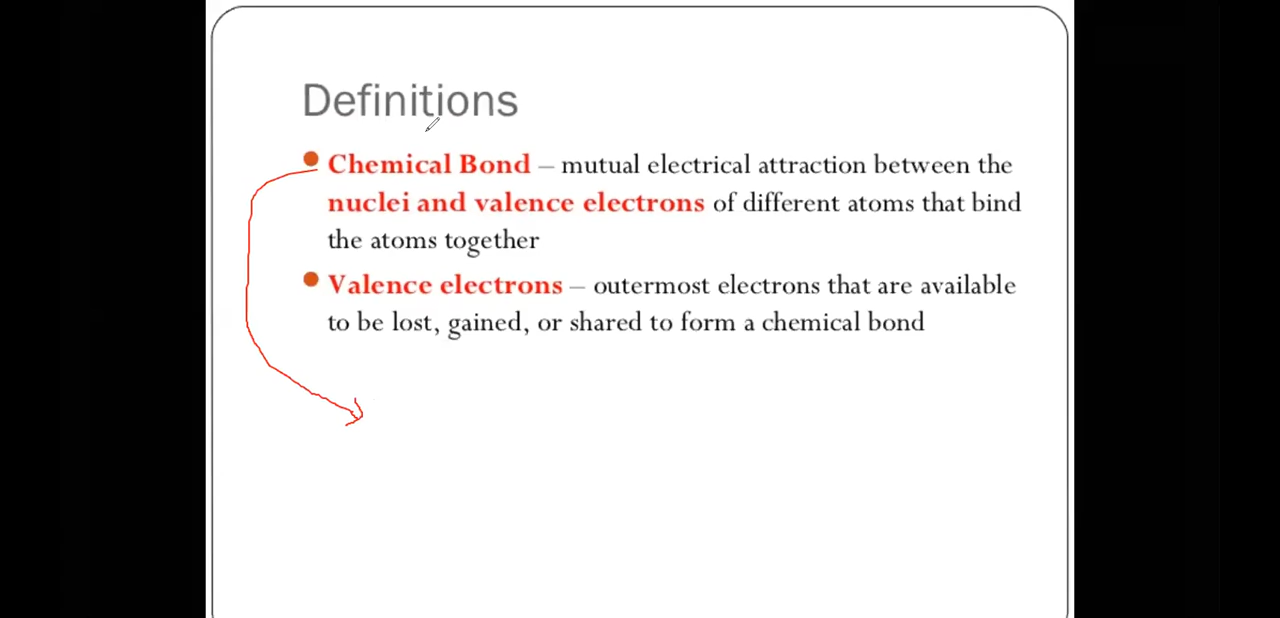 Definitions
Chemical Bond – mutual electrical attraction between the
nuclei and valence electrons of different atoms that bind
the atoms together
Valence electrons – outermost electrons that are available
to be lost, gained, or shared to form a chemical bond